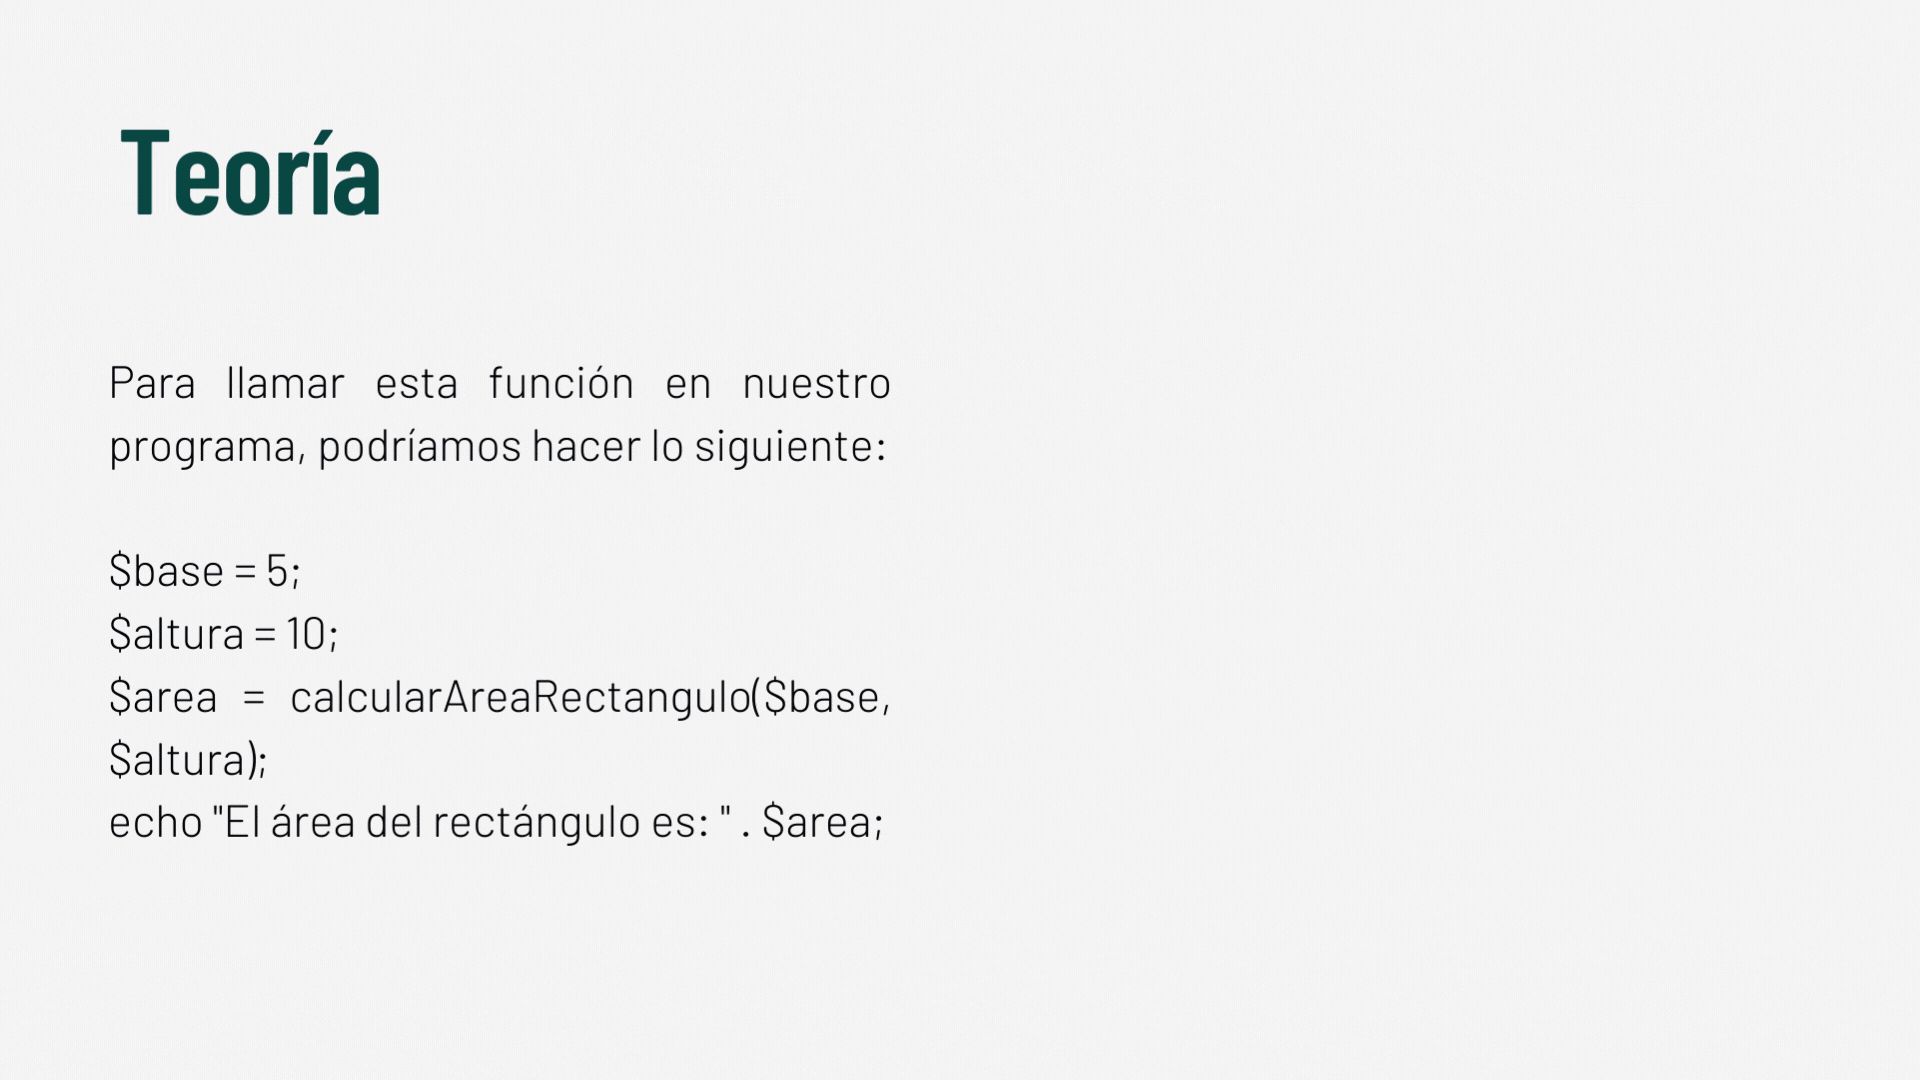 Teoría
Para llamar esta función en nuestro
programa, podríamos hacer lo siguiente:
$base = 5;
$altura = 10;
$area = calcularAreaRectangulo($base,
$altura);
echo "El área del rectángulo es: " . $area;